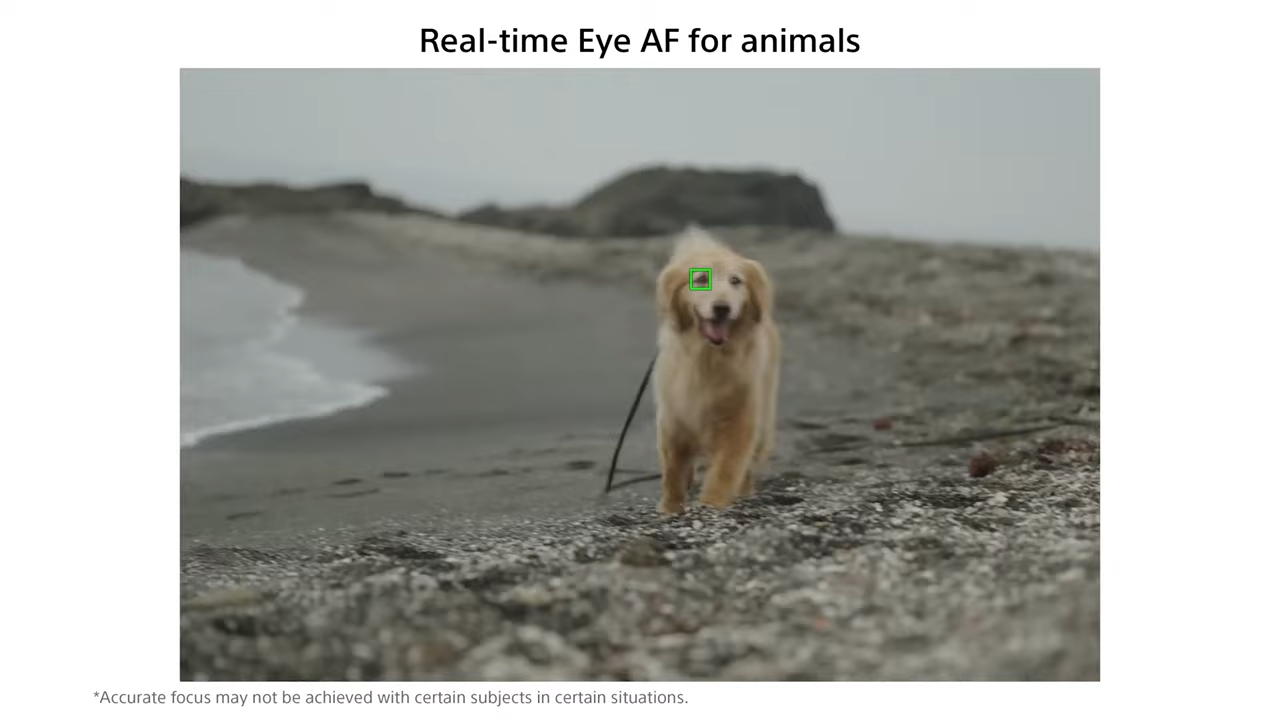 Real-time Eye AF for animals
*Accurate focus may not be achieved with certain subjects in certain situations.